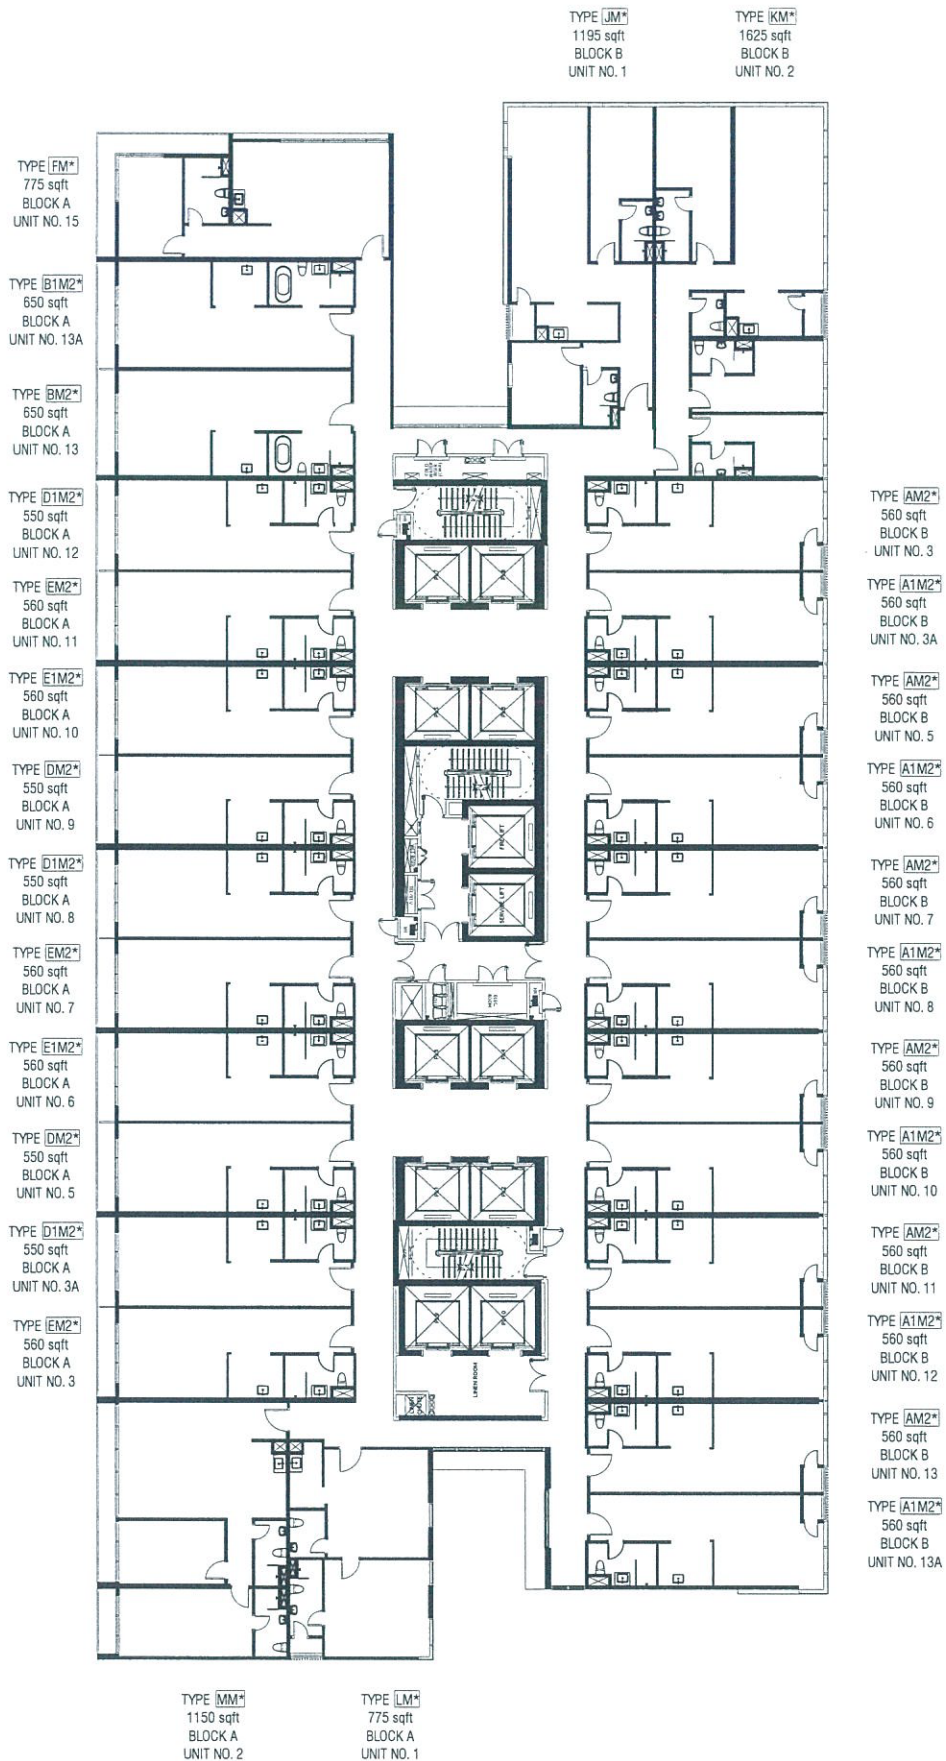 TYPE JM*
1195 sqft
BLOCK B
UNIT NO. 1
TYPE KM*
1625 sqft
BLOCK B
UNIT NO. 2
TYPE FM*
775 sqft
BLOCK A
UNIT NO. 15
TYPE B1M2*
650 sqft
BLOCK A
UNIT NO. 13A
TYPE BM2*
650 sqft
BLOCK A
UNIT NO. 13
TYPE D1M2*
550 sqft
BLOCK A
UNIT NO. 12
TYPE EM2*
560 sqft
BLOCK A
UNIT NO. 11
TYPE E1M2*
560 sqft
BLOCK A
UNIT NO. 10
TYPE DM2*
550 sqft
BLOCK A
UNIT NO. 9
TYPE D1M2*
550 sqft
BLOCK A
UNIT NO. 8
TYPE EM2*
560 sqft
BLOCK A
UNIT NO. 7
TYPE E1M2*
560 sqft
BLOCK A
UNIT NO. 6
TYPE DM2*
550 sqft
BLOCK A
UNIT NO. 5
TYPE D1M2*
550 sqft
BLOCK A
UNIT NO. 3A
TYPE EM2*
560 sqft
BLOCK A
UNIT NO. 3
FIRE LIFT
SERVICE LIFT
LINEN ROOM
TYPE AM2*
560 sqft
BLOCK B
UNIT NO. 3
TYPE A1M2*
560 sqft
BLOCK B
UNIT NO. 3A
TYPE AM2*
560 sqft
BLOCK B
UNIT NO. 5
TYPE A1M2*
560 sqft
BLOCK B
UNIT NO. 6
TYPE AM2*
560 sqft
BLOCK B
UNIT NO. 7
TYPE A1M2*
560 sqft
BLOCK B
UNIT NO. 8
TYPE AM2*
560 sqft
BLOCK B
UNIT NO. 9
TYPE A1M2*
560 sqft
BLOCK B
UNIT NO. 10
TYPE AM2*
560 sqft
BLOCK B
UNIT NO. 11
TYPE A1M2*
560 sqft
BLOCK B
UNIT NO. 12
TYPE AM2*
560 sqft
BLOCK B
UNIT NO. 13
TYPE A1M2*
560 sqft
BLOCK B
UNIT NO. 13A
TYPE MM*
1150 sqft
BLOCK A
UNIT NO. 2
TYPE LM*
775 sqft
BLOCK A
UNIT NO. 1